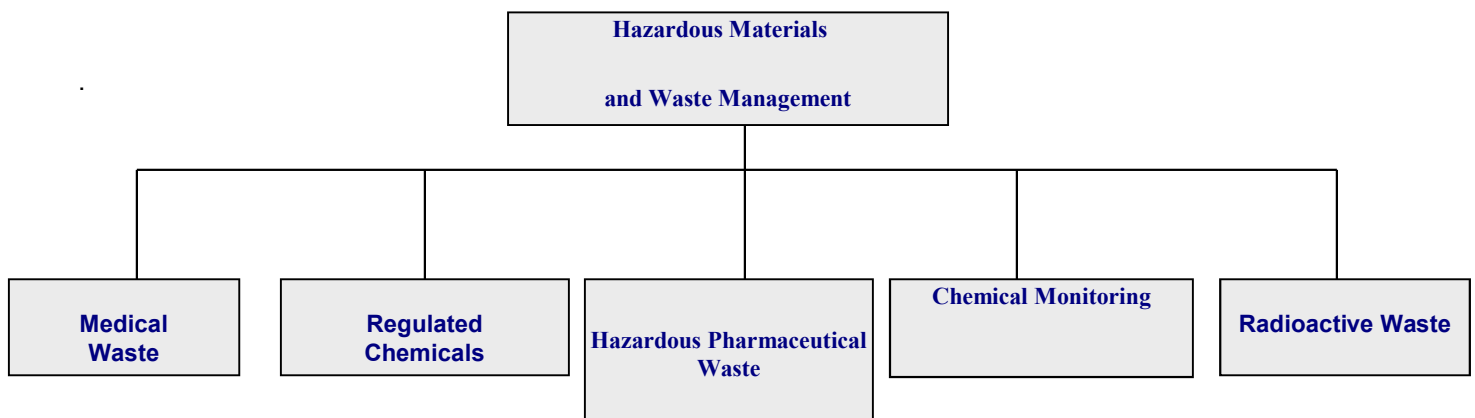 Hazardous Materials
and Waste Management
.
Medical
Waste
Regulated
Chemicals
Hazardous Pharmaceutical
Waste
Chemical Monitoring
Radioactive Waste